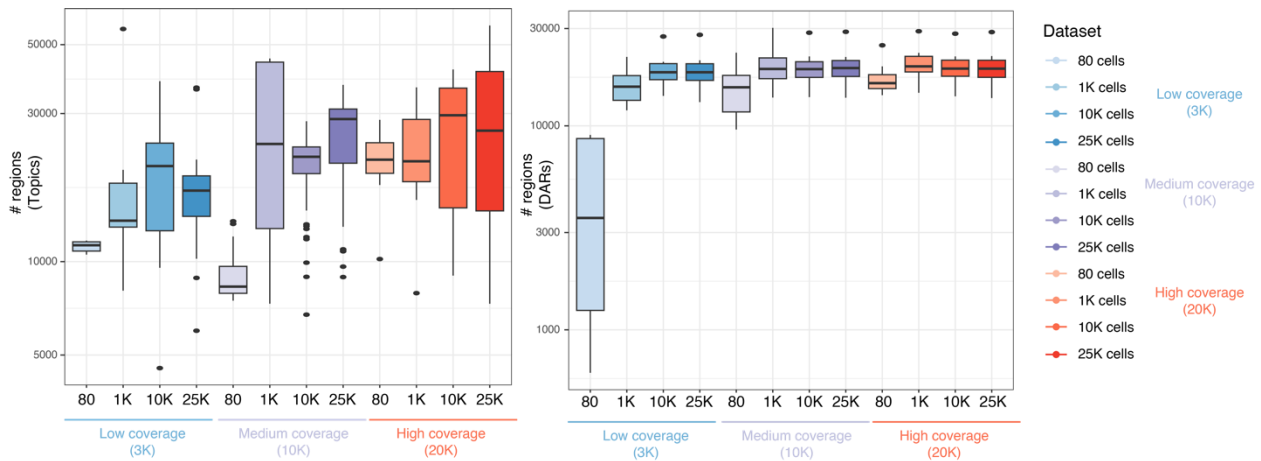 # regions
(Topics)
50000
30000
10000
5000
80 1K 10K 25K 80 1K 10K 25K 80 1K 10K 25K
Low coverage
(3K)
Medium coverage
(10K)
High coverage
(20K)
# regions
(DARs)
30000
10000
3000
1000
80 1K 10K 25K 80 1K 10K 25K 80 1K 10K 25K
Low coverage
(3K)
Medium coverage
(10K)
High coverage
(20K)
Dataset
80 cells
1K cells
10K cells
25K cells
80 cells
1K cells
10K cells
25K cells
80 cells
1K cells
10K cells
25K cells
Low coverage
(3K)
Medium coverage
(10K)
High coverage
(20K)